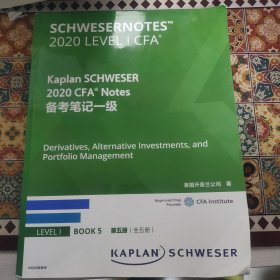 SCHWESERNOTES™
2020 LEVEL I CFA®
Kaplan SCHWESER
2020 CFA® Notes
备考笔记一级
Derivatives, Alternative Investments, and
Portfolio Management
美国开普兰公司 著
Approved Prep
Provider
CFA Institute
LEVEL I
BOOK 5
第五册（全五册）
KAPLAN SCHWESER